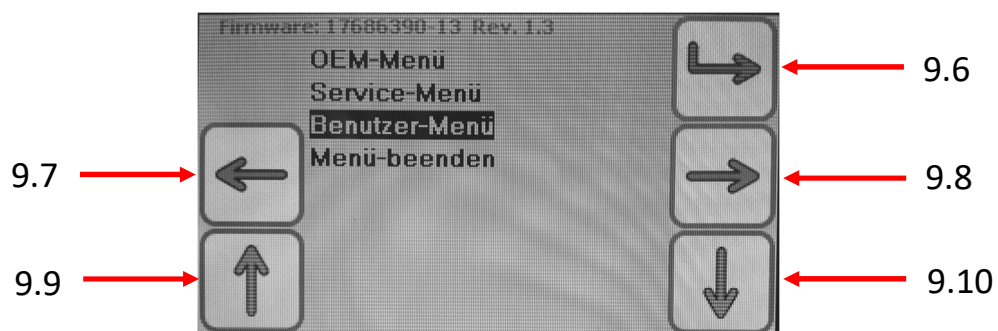 Firmware: 17686390-13 Rev. 1.3
OEM-Menü
Service-Menü
Benutzer-Menü
Menü-beenden
9.6
9.7
9.8
9.9
9.10